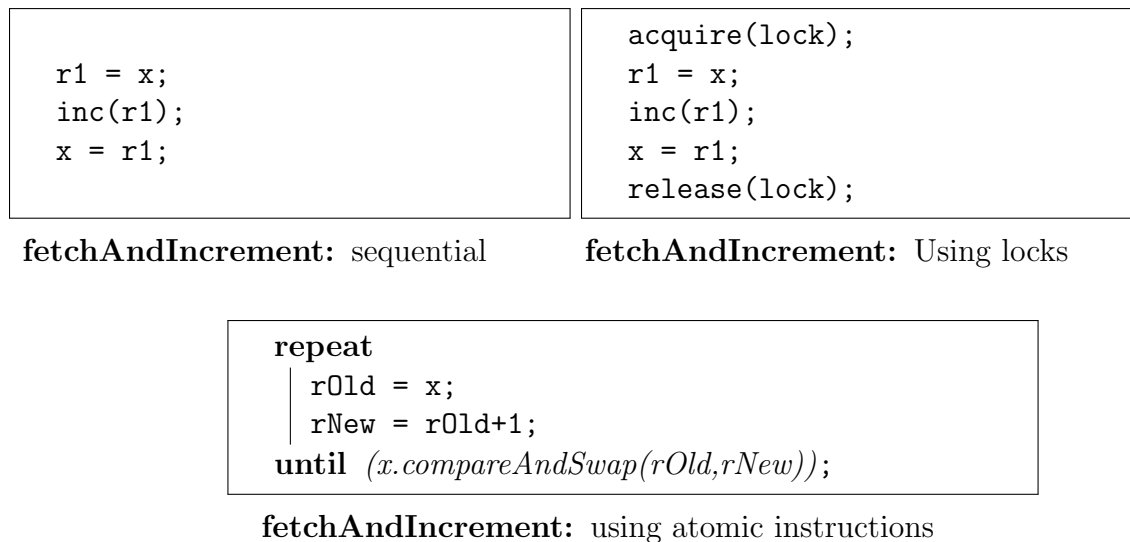 r1 = x;
inc(r1);
x = r1;
fetchAndIncrement: sequential
acquire(lock);
r1 = x;
inc(r1);
x = r1;
release(lock);
fetchAndIncrement: Using locks
repeat
rOld = x;
rNew = rOld+1;
until (x.compareAndSwap(rOld,rNew));
fetchAndIncrement: using atomic instructions